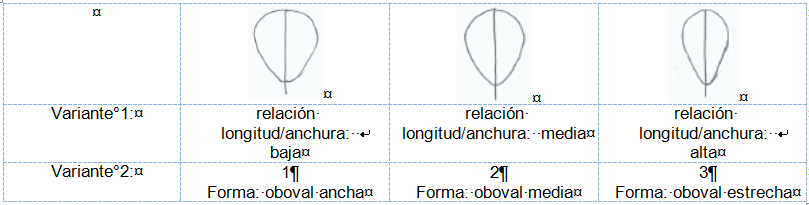 ¤
¤
¤
¤
Variante°1:¤
relación·
longitud/anchura:··↵
baja¤
relación·
longitud/anchura:··media¤
relación·
longitud/anchura:··↵
alta¤
Variante°2:¤
1¶
Forma:·oboval·ancha¤
2¶
Forma:·oboval·media¤
3¶
Forma:·oboval·estrecha¤